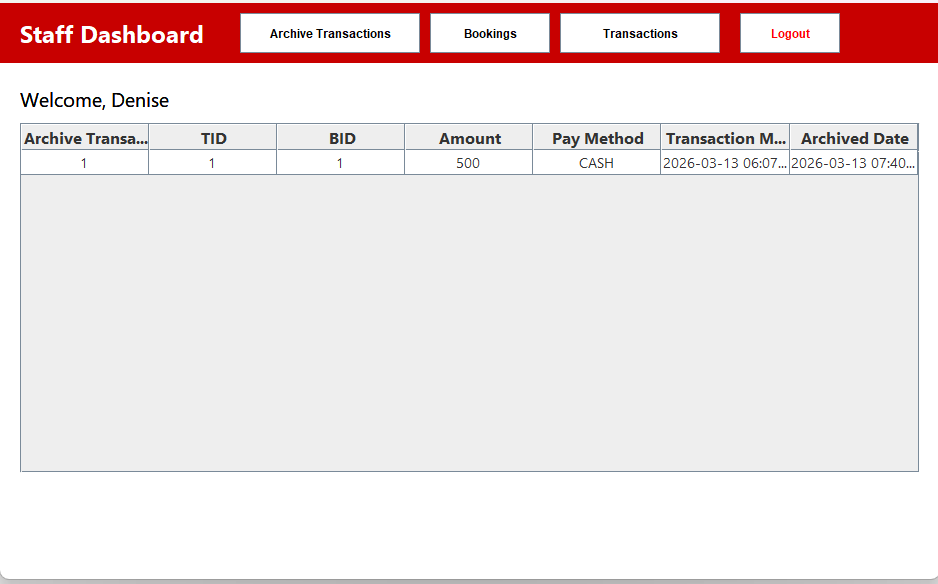 Staff Dashboard Archive Transactions Bookings Transactions Logout
Welcome, Denise
Archive Transa... TID BID Amount Pay Method Transaction M... Archived Date
1 1 1 500 CASH 2026-03-13 06:07... 2026-03-13 07:40...